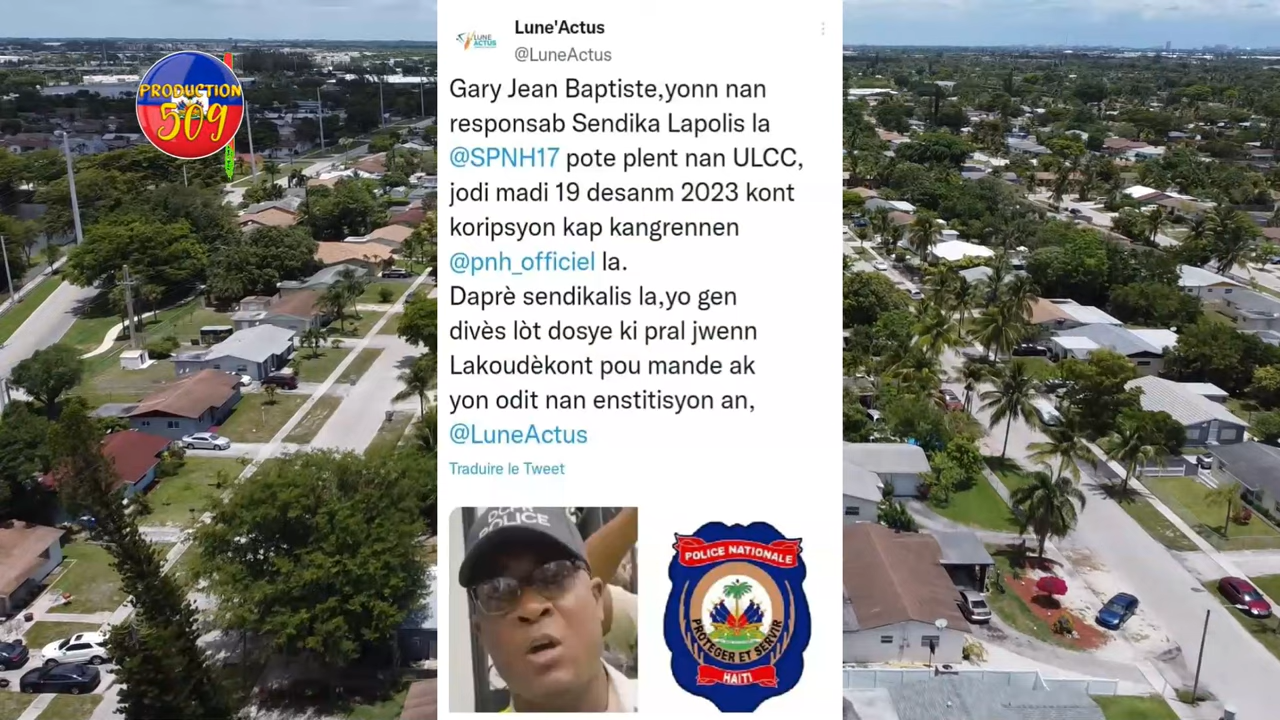 PRODUCTION
509
Lune'Actus
@LuneActus
LUNE
ACTUS
Gary Jean Baptiste,yonn nan
responsab Sendika Lapolis la
@SPNH17 pote plent nan ULCC,
jodi madi 19 desanm 2023 kont
koripsyon kap kangrennen
@pnh_officiel la.
Daprè sendikalis la,yo gen
divès lòt dosye ki pral jwenn
Lakoudèkont pou mande ak
yon odit nan enstitisyon an,
@LuneActus
Traduire le Tweet
POLICE
POLICE NATIONALE
PROTEGER ET SERVIR
HAITI